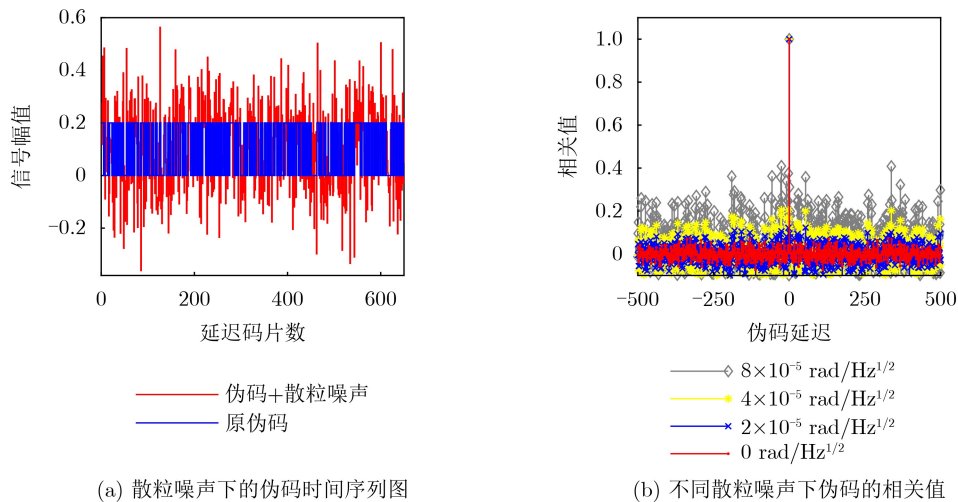 0.6
0.4
0.2
0
−0.2
信号幅值
0 200 400 600
延迟码片数
伪码+散粒噪声
原伪码
(a) 散粒噪声下的伪码时间序列图
1.0
0.8
0.6
0.4
0.2
0
相关值
−500 −250 0 250 500
伪码延迟
8×10⁻⁵ rad/Hz¹/²
4×10⁻⁵ rad/Hz¹/²
2×10⁻⁵ rad/Hz¹/²
0 rad/Hz¹/²
(b) 不同散粒噪声下伪码的相关值